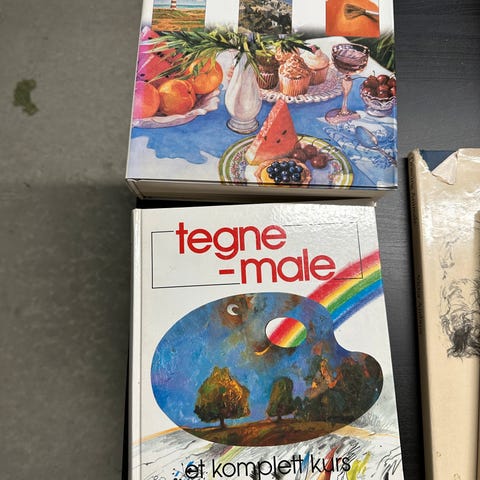 tegne
-male
et komplett kurs